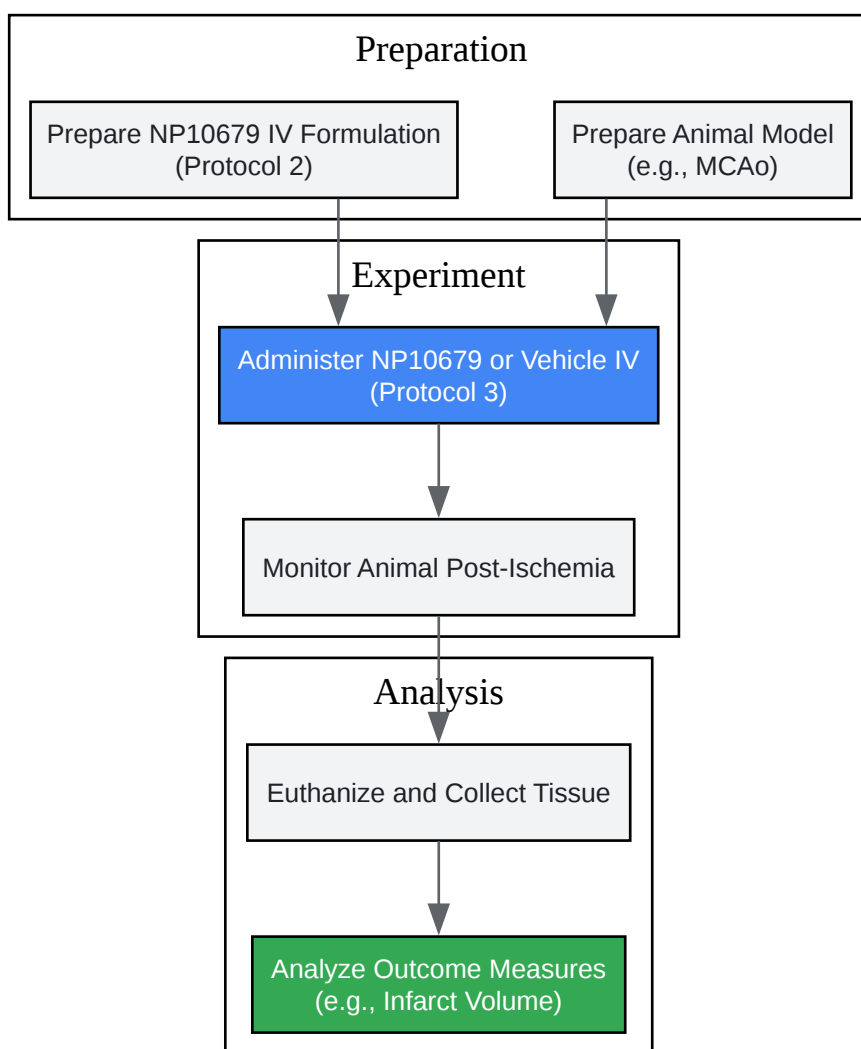 Preparation
Prepare NP10679 IV Formulation
(Protocol 2)
Prepare Animal Model
(e.g., MCAo)
Experiment
Administer NP10679 or Vehicle IV
(Protocol 3)
Monitor Animal Post-Ischemia
Analysis
Euthanize and Collect Tissue
Analyze Outcome Measures
(e.g., Infarct Volume)